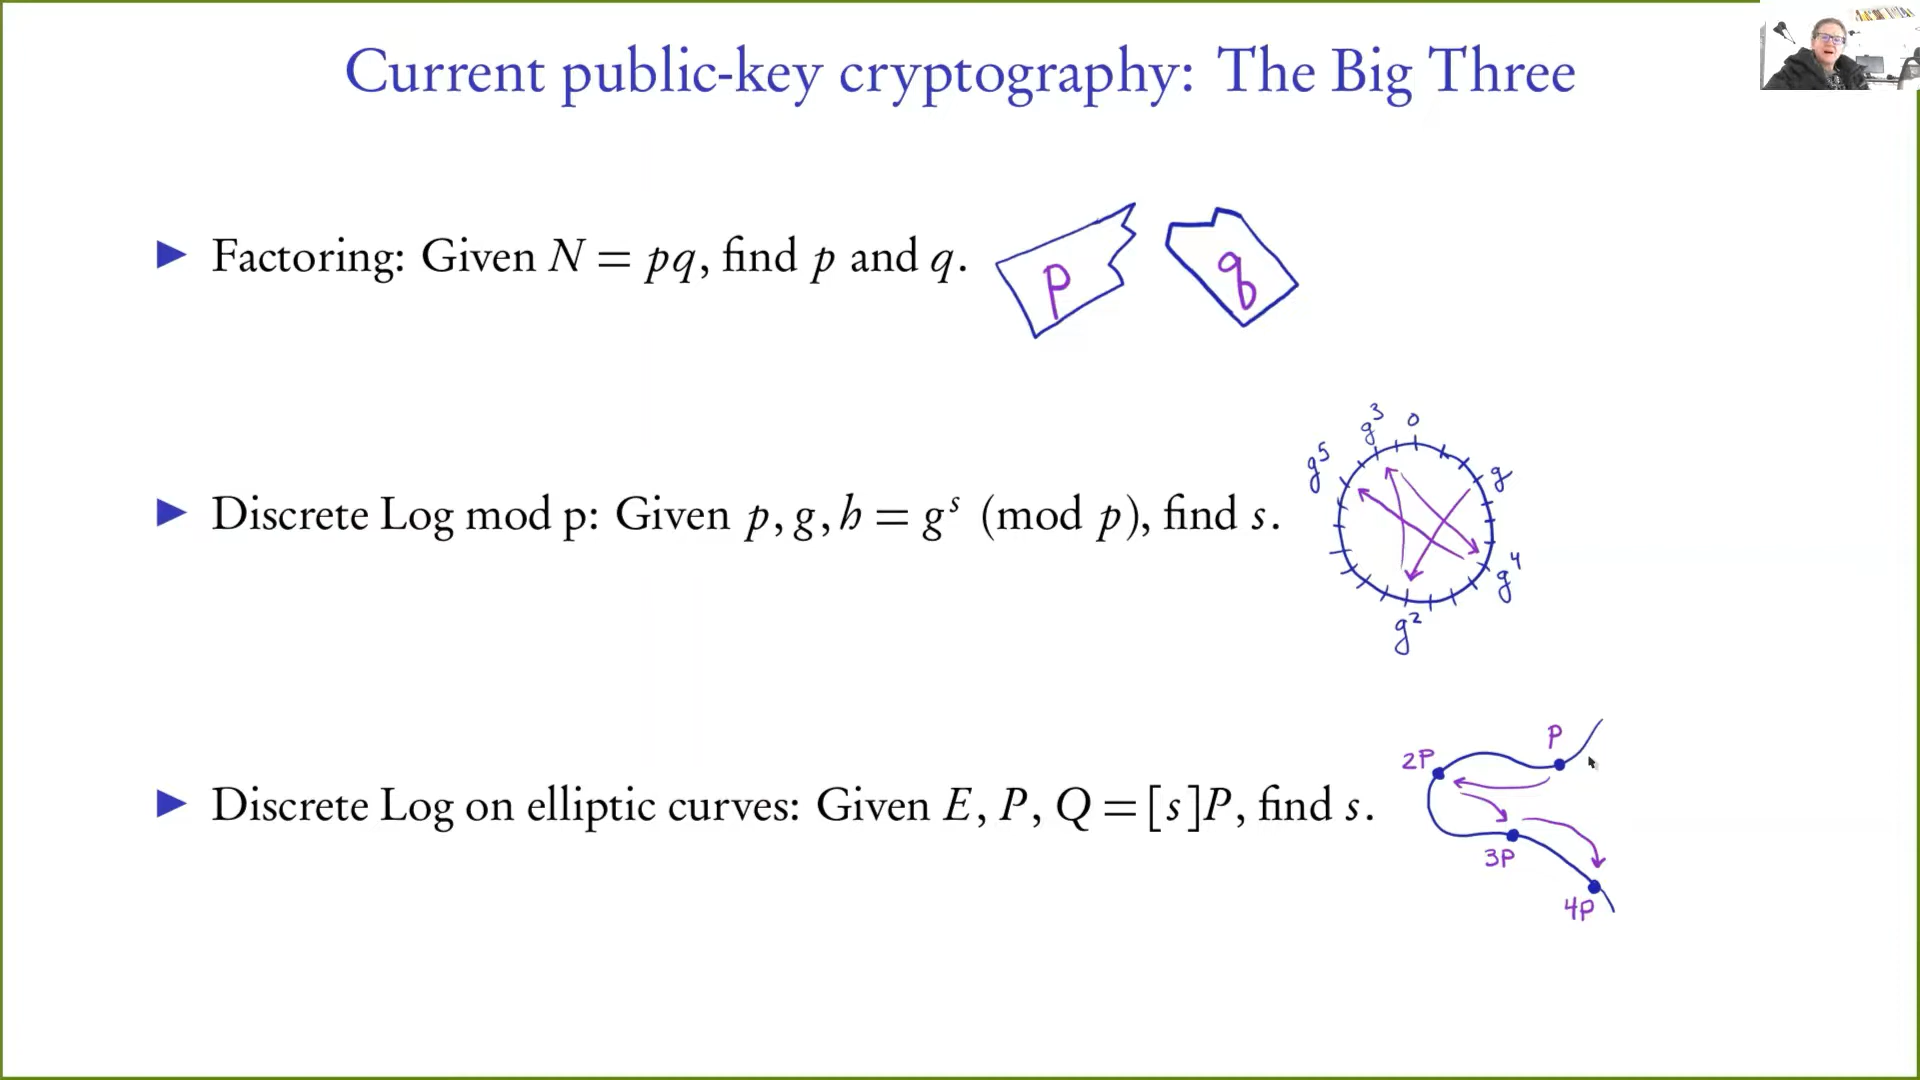 Current public-key cryptography: The Big Three
▶ Factoring: Given N = pq, find p and q.
p
q
▶ Discrete Log mod p: Given p, g, h = g^s (mod p), find s.
g^5
g^3
0
g
g^4
g^2
▶ Discrete Log on elliptic curves: Given E, P, Q = [s]P, find s.
2P
P
3P
4P